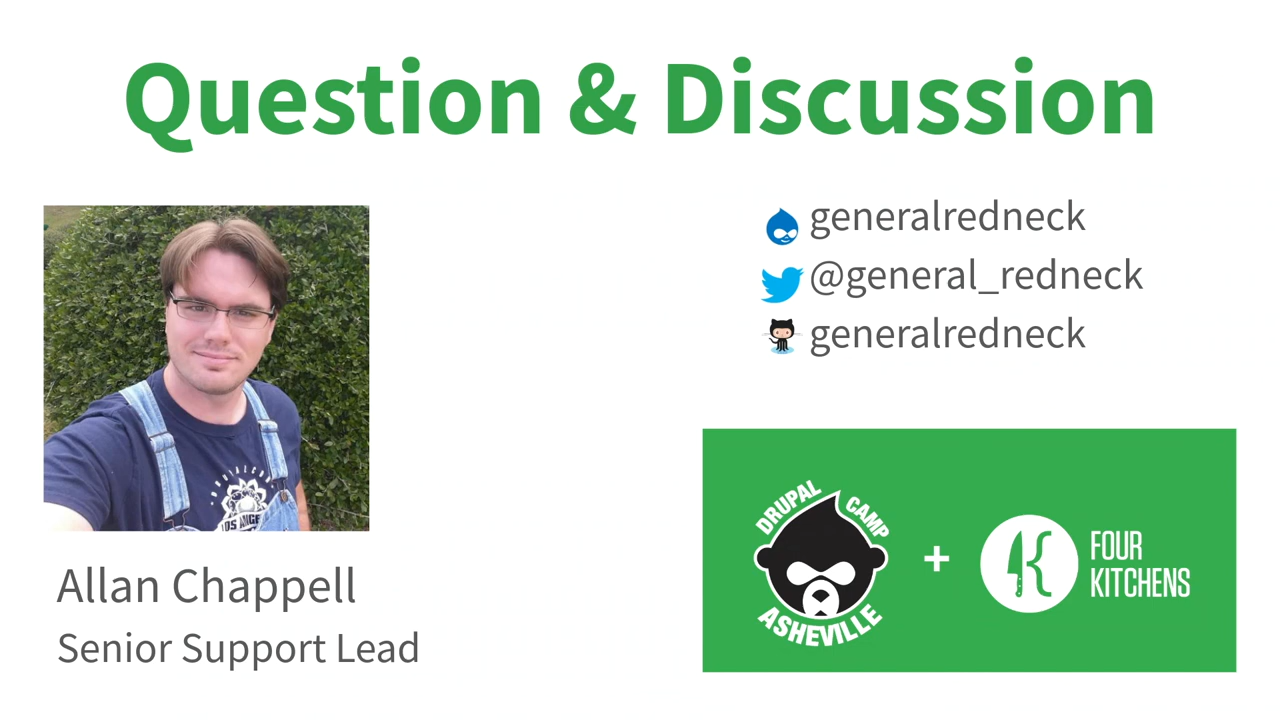 Question & Discussion
generalredneck
@general_redneck
generalredneck
Allan Chappell
Senior Support Lead
DRUPAL CAMP
ASHEVILLE
+
FOUR
KITCHENS